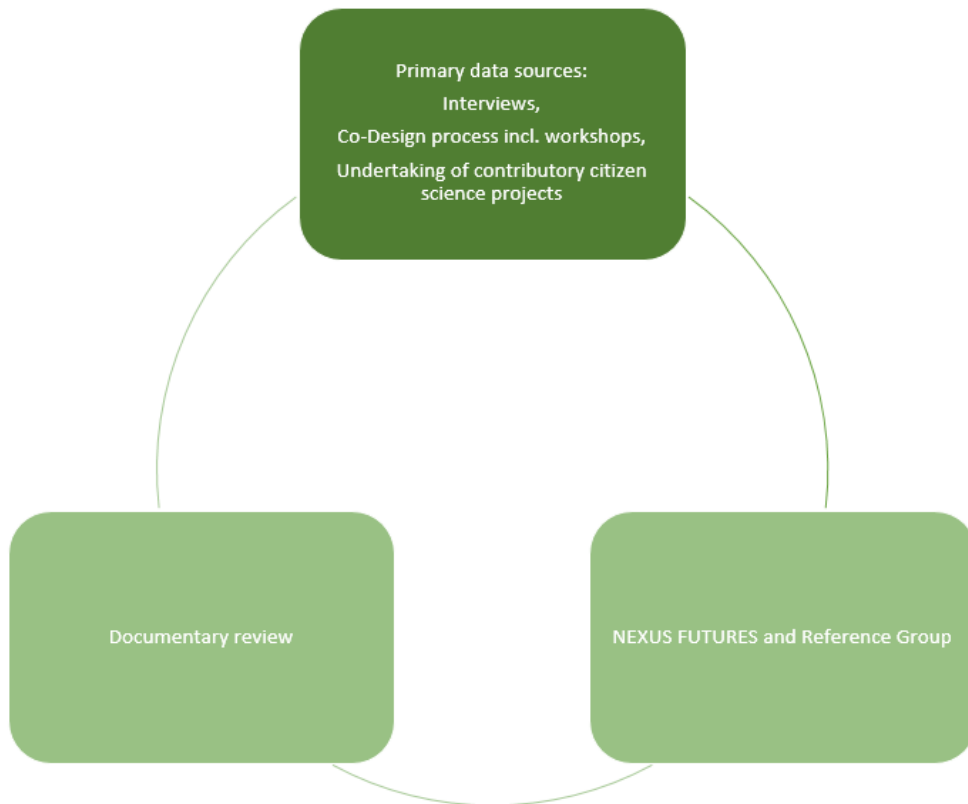 Primary data sources:
Interviews,
Co-Design process incl. workshops,
Undertaking of contributory citizen
science projects
Documentary review
NEXUS FUTURES and Reference Group